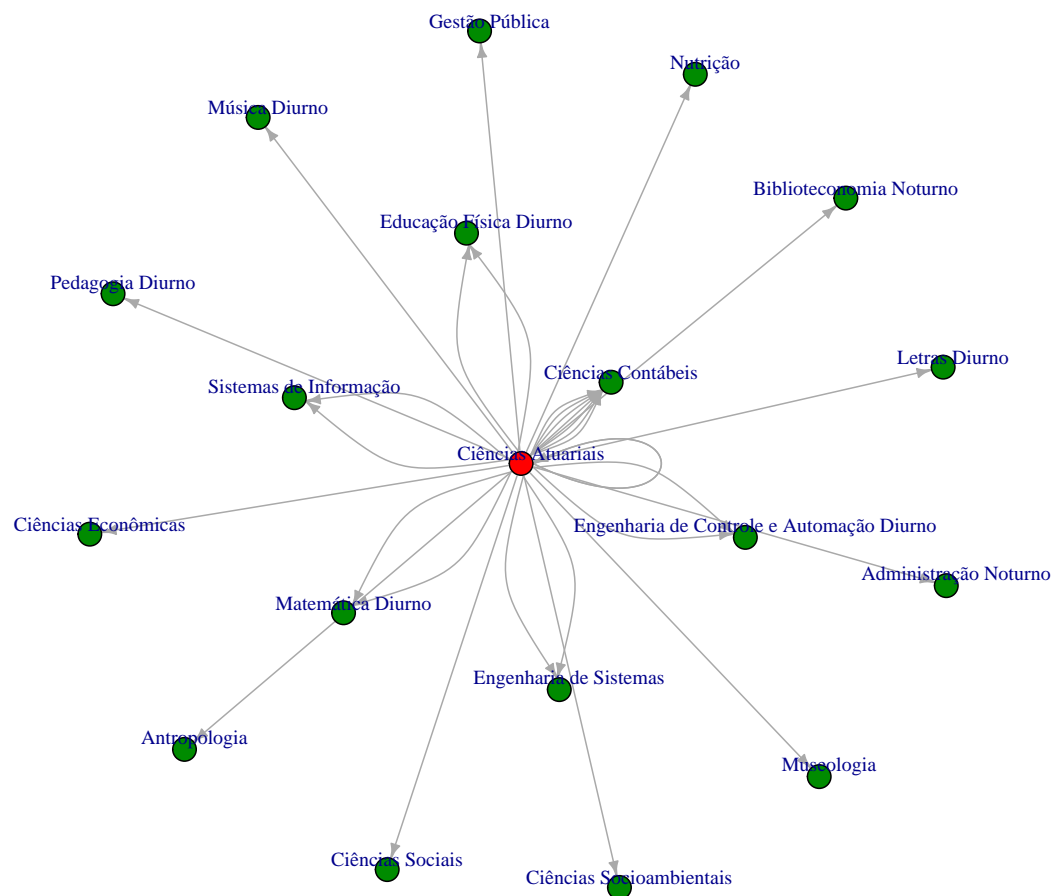 Gestão Pública
Nutrição
Música Diurno
Biblioteconomia Noturno
Educação Física Diurno
Pedagogia Diurno
Letras Diurno
Ciências Contábeis
Sistemas de Informação
Ciências Atuariais
Ciências Econômicas
Engenharia de Controle e Automação Diurno
Administração Noturno
Matemática Diurno
Engenharia de Sistemas
Antropologia
Museologia
Ciências Sociais
Ciências Socioambientais